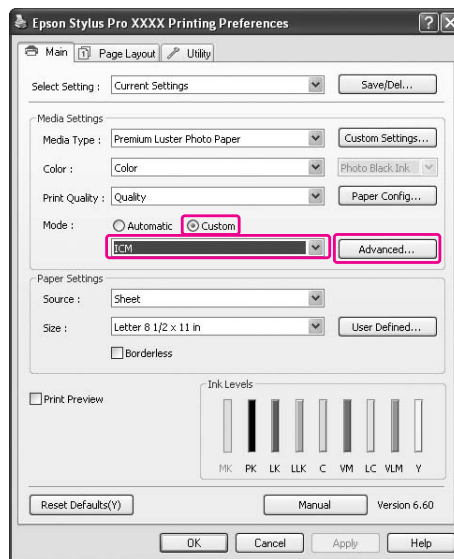 Epson Stylus Pro XXXX Printing Preferences
Main Page Layout Utility
Select Setting : Current Settings Save/Del...
Media Settings
Media Type : Premium Luster Photo Paper Custom Settings...
Color : Color Photo Black Ink
Print Quality : Quality Paper Config...
Mode : Automatic Custom
ICM Advanced...
Paper Settings
Source : Sheet
Size : Letter 8 1/2 x 11 in User Defined...
Borderless
Print Preview
Ink Levels
MK PK LK LLK C VM LC VLM Y
Reset Defaults(Y) Manual Version 6.60
OK Cancel Apply Help